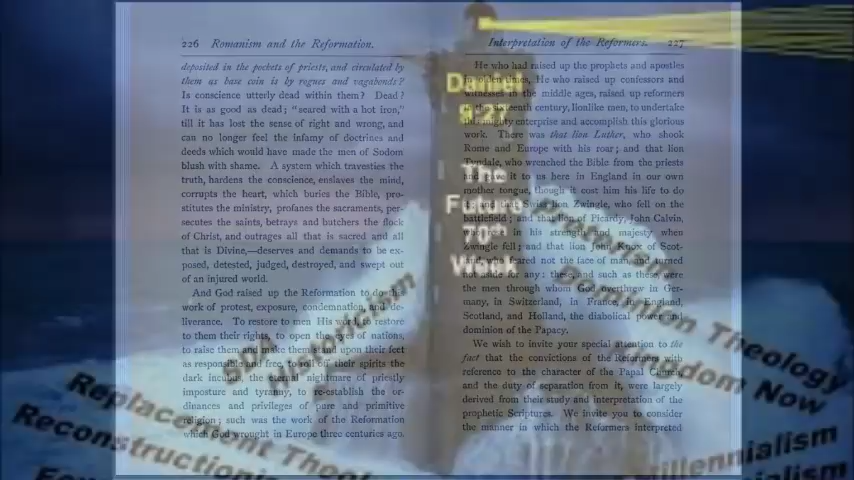 226 Romanism and the Reformation.
deposited in the pockets of priests, and circulated by
them as base coin is by rogues and vagabonds?
Is conscience utterly dead within them? Dead?
It is as good as dead; "seared with a hot iron,"
till it has lost the sense of right and wrong, and
can no longer feel the infamy of doctrines and
deeds which would have made the men of Sodom
blush with shame. A system which travesties the
truth, hardens the conscience, enslaves the mind,
corrupts the heart, which buries the Bible, pro-
stitutes the ministry, profanes the sacraments, per-
secutes the saints, betrays and butchers the flock
of Christ, and outrages all that is sacred and all
that is Divine,—deserves and demands to be ex-
posed, detested, judged, destroyed, and swept out
of an injured world.
And God raised up the Reformation to do the
work of protest, exposure, condemnation, and de-
liverance. To restore to men His word, to restore
to them their rights, to open the eyes of nations,
to raise them and make them stand upon their feet
as responsible and free, to roll off their spirits the
dark incubus, the eternal nightmare of priestly
imposture and tyranny, to re-establish the or-
dinances and privileges of pure and primitive
religion; such was the work of the Reformation
which God wrought in Europe three centuries ago.
Interpretation of the Reformers. 227
He who had raised up the prophets and apostles
in olden times, He who raised up confessors and
witnesses in the middle ages, raised up reformers
in the sixteenth century, lionlike men, to undertake
this mighty enterprise and accomplish this glorious
work. There was that lion Luther, who shook
Rome and Europe with his roar; and that lion
Tyndale, who wrenched the Bible from the priests
and gave it to us here in England in our own
mother tongue, though it cost him his life to do
it; and that Swiss lion Zwingle, who fell on the
battlefield; and that lion of Picardy, John Calvin,
who rose in his strength and majesty when
Zwingle fell; and that lion John Knox of Scot-
land, who feared not the face of man and turned
not aside for any: these and such as these were
the men through whom God overthrew in Ger-
many, in Switzerland, in France, in England,
Scotland, and Holland, the diabolical power and
dominion of the Papacy.
We wish to invite your special attention to the
fact that the convictions of the Reformers with
reference to the character of the Papal Church,
and the duty of separation from it, were largely
derived from their study and interpretation of the
prophetic Scriptures. We invite you to consider
the manner in which the Reformers interpreted
Daniel
9:27
The
Week
Theology
Now